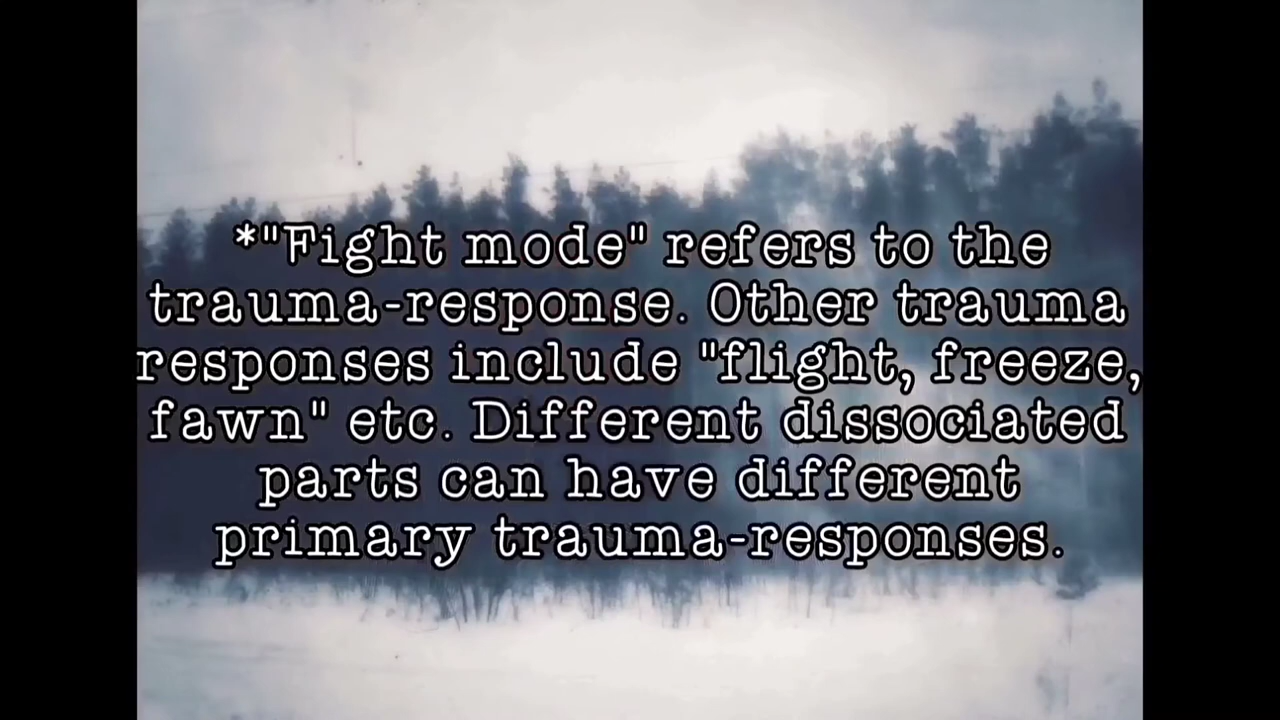 *"Fight mode" refers to the
trauma-response. Other trauma
responses include "flight, freeze,
fawn" etc. Different dissociated
parts can have different
primary trauma-responses.